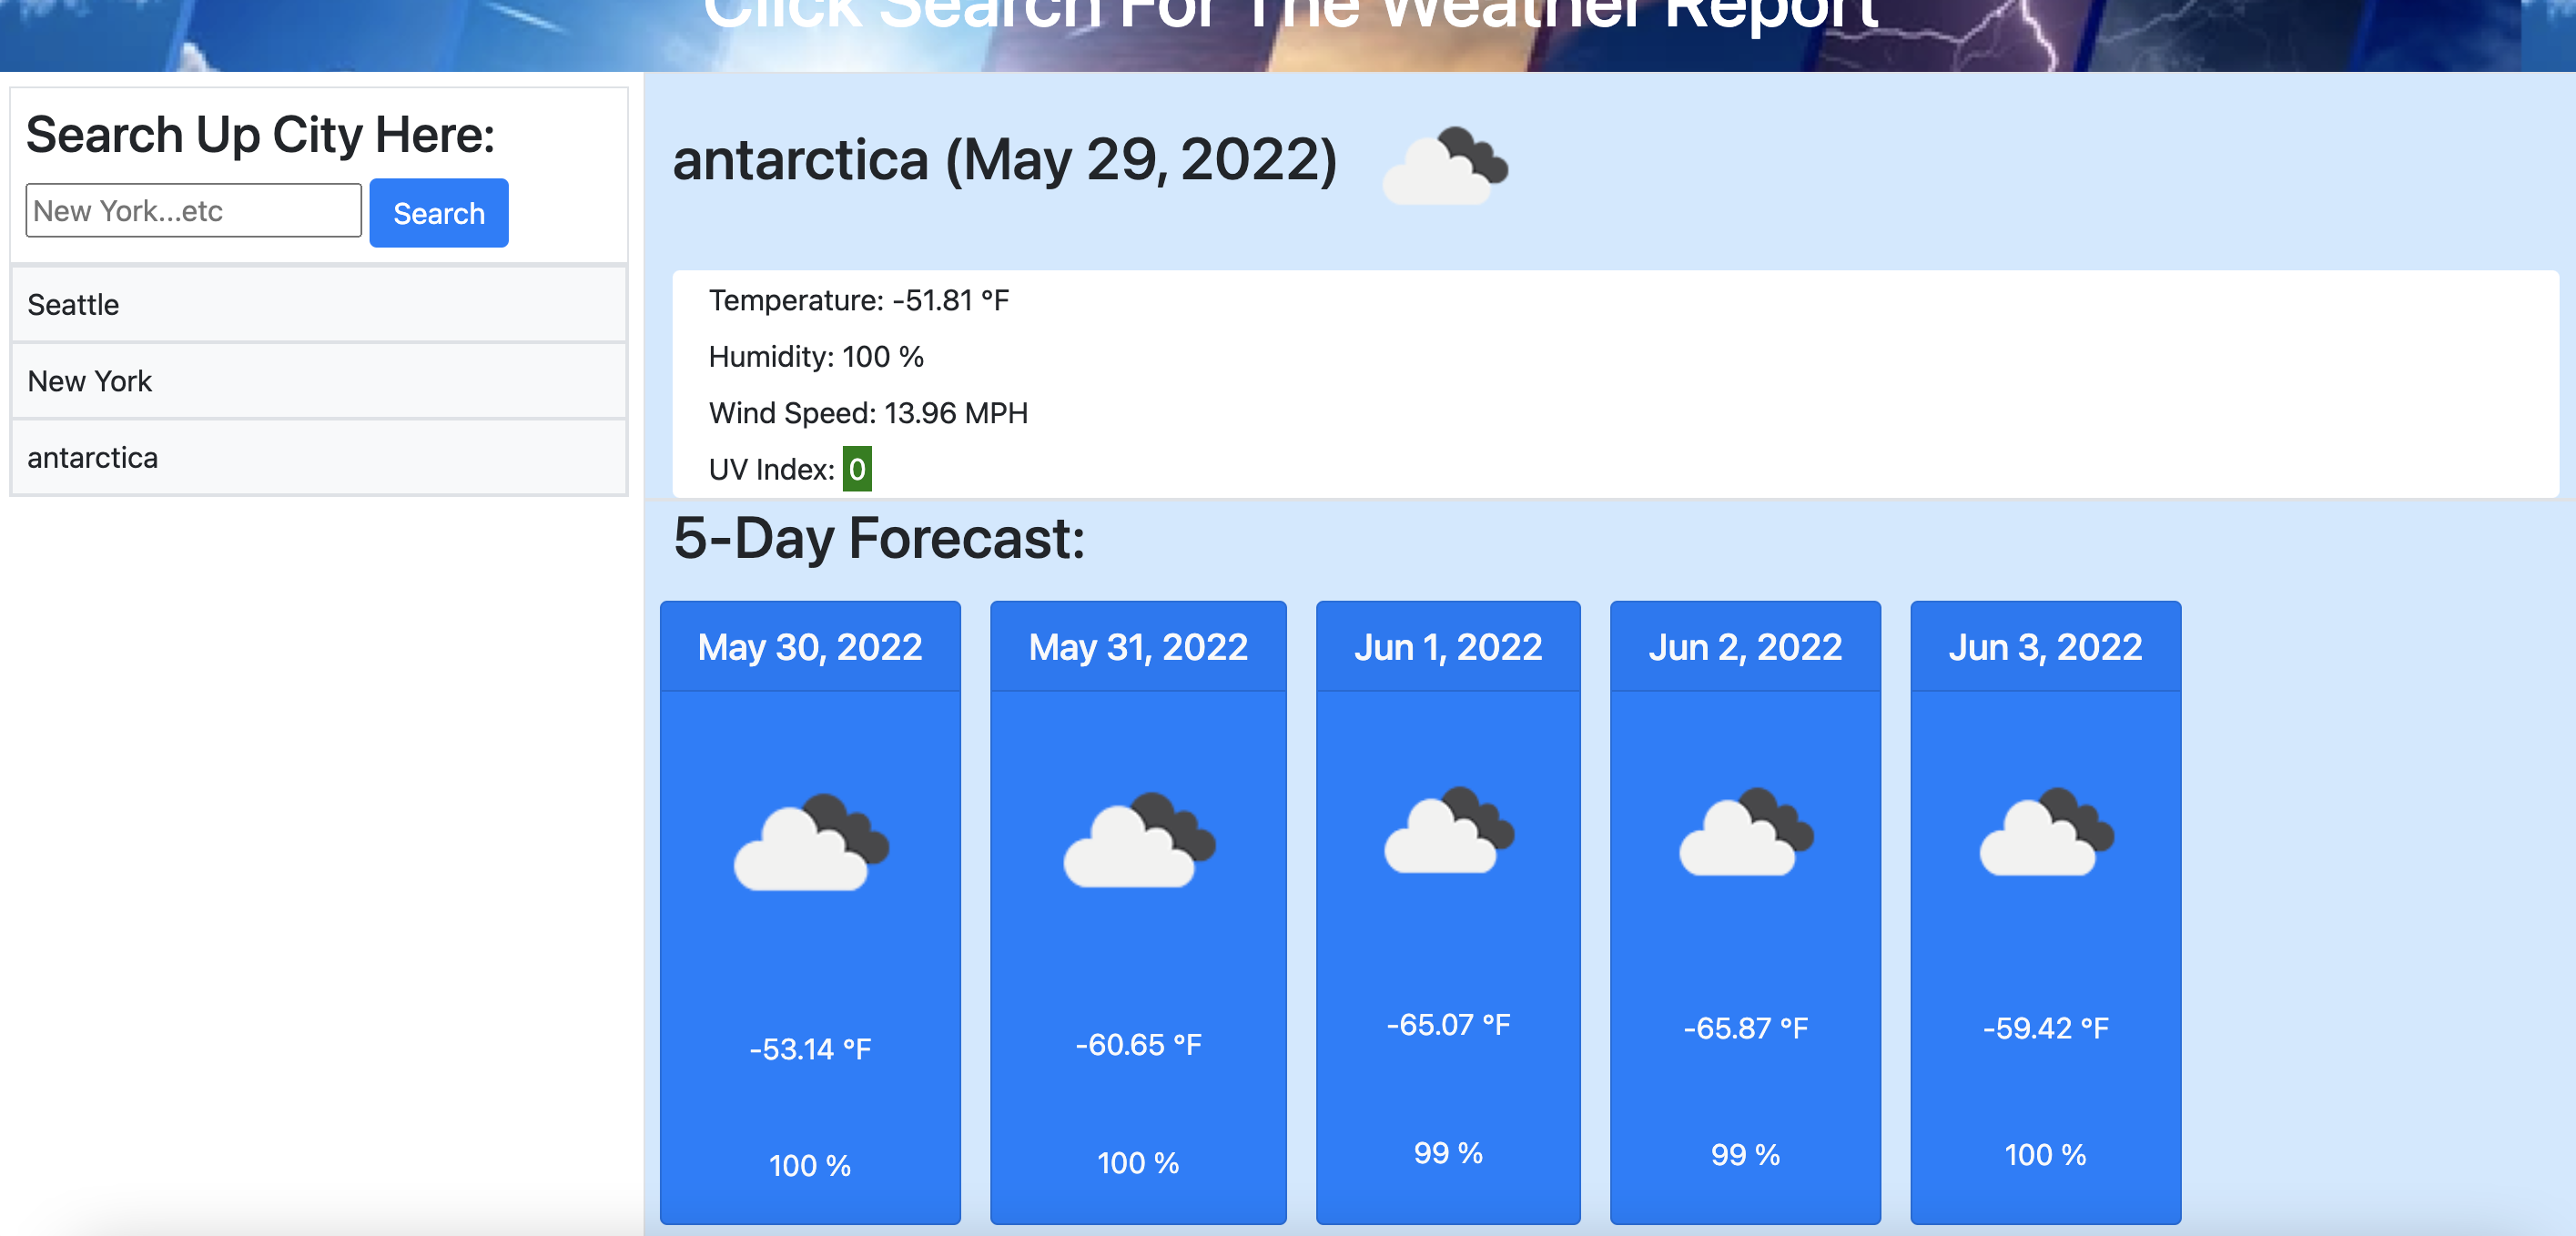 Click Search For The Weather Report
Search Up City Here:
New York...etc
Search
Seattle
New York
antarctica
antarctica (May 29, 2022)
Temperature: -51.81 °F
Humidity: 100 %
Wind Speed: 13.96 MPH
UV Index: 0
5-Day Forecast:
May 30, 2022
-53.14 °F
100 %
May 31, 2022
-60.65 °F
100 %
Jun 1, 2022
-65.07 °F
99 %
Jun 2, 2022
-65.87 °F
99 %
Jun 3, 2022
-59.42 °F
100 %